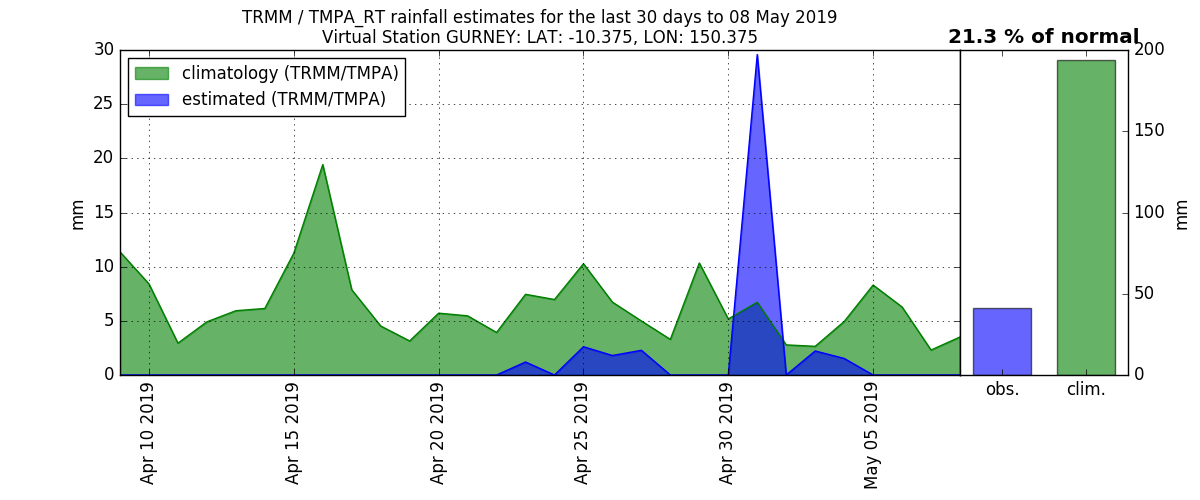 TRMM / TMPA_RT rainfall estimates for the last 30 days to 08 May 2019
Virtual Station GURNEY: LAT: -10.375, LON: 150.375
21.3 % of normal
climatology (TRMM/TMPA)
estimated (TRMM/TMPA)
30
25
20
15
10
5
0
mm
Apr 10 2019
Apr 15 2019
Apr 20 2019
Apr 25 2019
Apr 30 2019
May 05 2019
200
150
100
50
0
mm
obs.
clim.